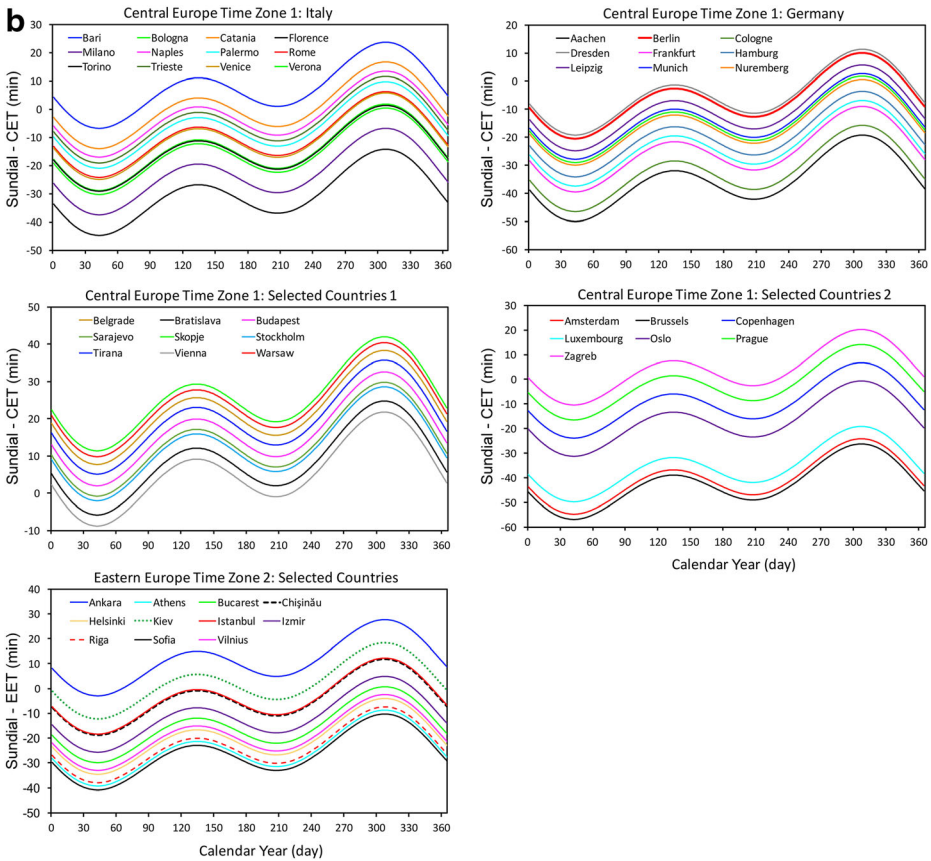 b
Central Europe Time Zone 1: Italy
Bari Bologna Catania Florence
Milano Naples Palermo Rome
Torino Trieste Venice Verona
Sundial - CET (min)
30
20
10
0
-10
-20
-30
-40
-50
0 30 60 90 120 150 180 210 240 270 300 330 360
Central Europe Time Zone 1: Germany
Aachen Berlin Cologne
Dresden Frankfurt Hamburg
Leipzig Munich Nuremberg
Sundial - CET (min)
20
10
0
-10
-20
-30
-40
-50
-60
0 30 60 90 120 150 180 210 240 270 300 330 360
Central Europe Time Zone 1: Selected Countries 1
Belgrade Bratislava Budapest
Sarajevo Skopje Stockholm
Tirana Vienna Warsaw
Sundial - CET (min)
50
40
30
20
10
0
-10
0 30 60 90 120 150 180 210 240 270 300 330 360
Central Europe Time Zone 1: Selected Countries 2
Amsterdam Brussels Copenhagen
Luxembourg Oslo Prague
Zagreb
Sundial - CET (min)
30
20
10
0
-10
-20
-30
-40
-50
-60
0 30 60 90 120 150 180 210 240 270 300 330 360
Calendar Year (day)
Eastern Europe Time Zone 2: Selected Countries
Ankara Athens Bucarest Chişinău
Helsinki Kiev Istanbul Izmir
Riga Sofia Vilnius
Sundial - EET (min)
40
30
20
10
0
-10
-20
-30
-40
-50
0 30 60 90 120 150 180 210 240 270 300 330 360
Calendar Year (day)